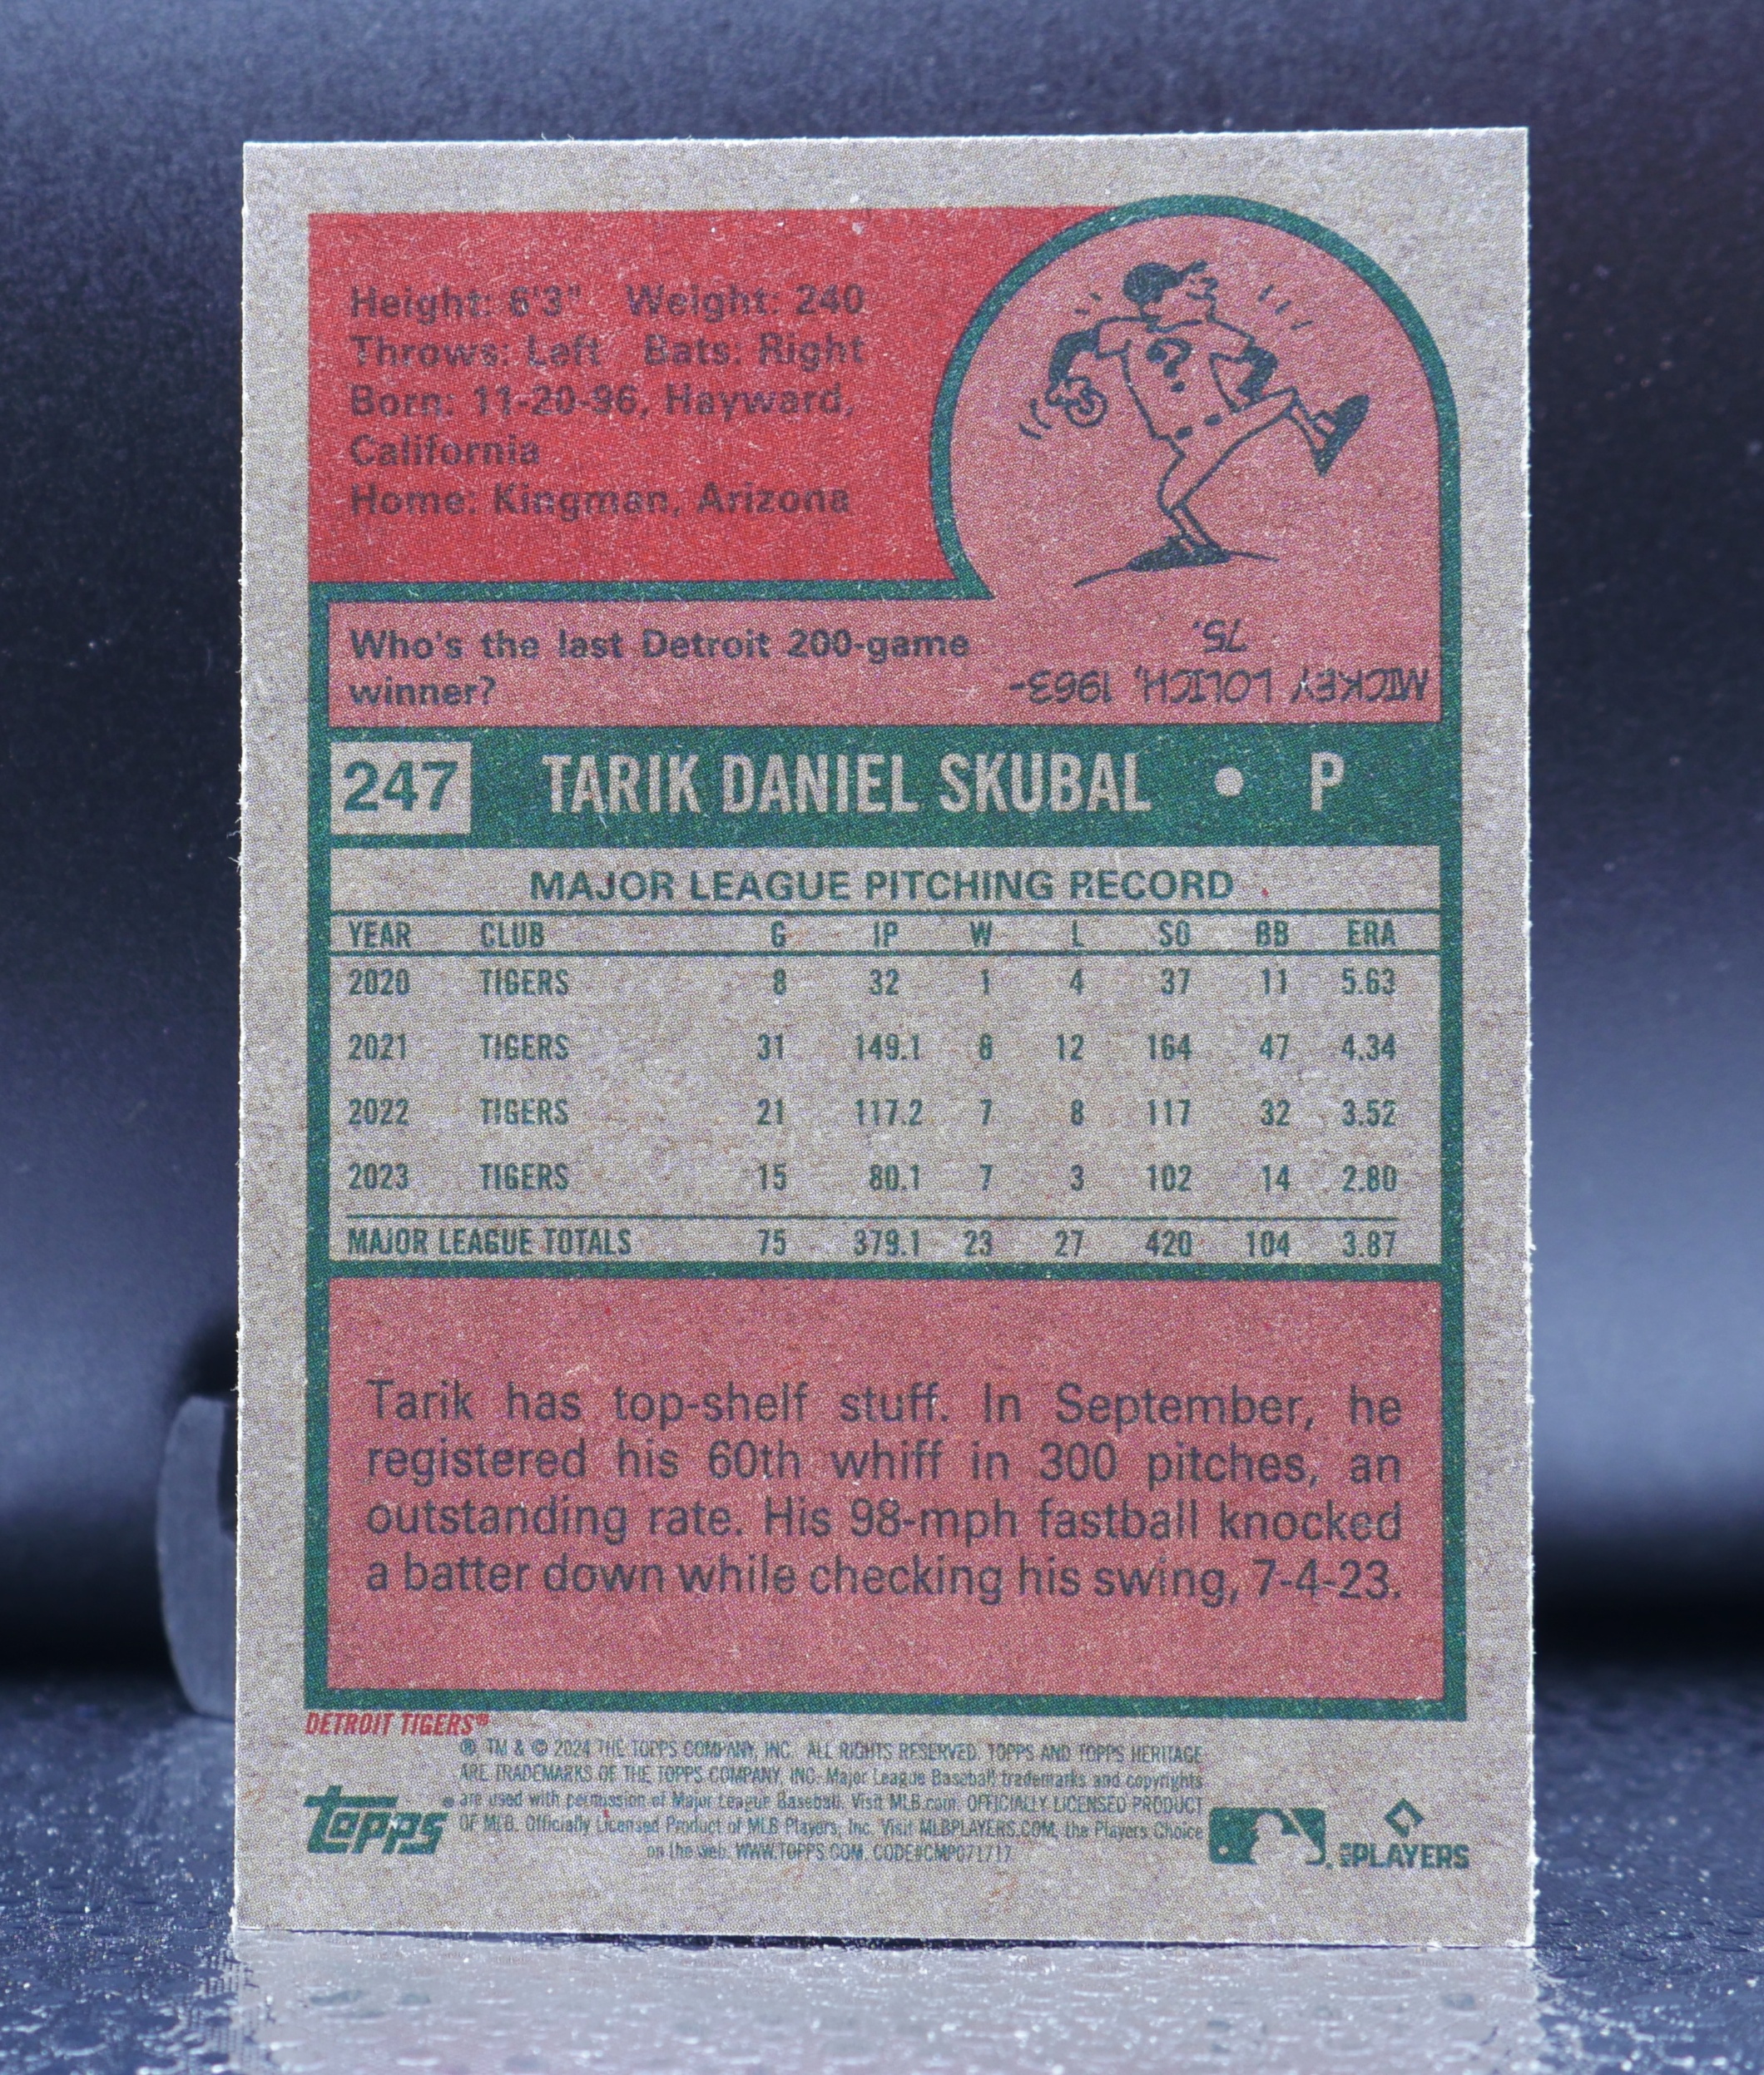 Height: 6'3" Weight: 240
Throws: Left Bats: Right
Born: 11-20-96, Hayward,
California
Home: Kingman, Arizona
?
Who's the last Detroit 200-game
winner?
MICKEY LOLICH, 1963-
'75.
247 TARIK DANIEL SKUBAL • P
MAJOR LEAGUE PITCHING RECORD
YEAR CLUB G IP W L SO BB ERA
2020 TIGERS 8 32 1 4 37 11 5.63
2021 TIGERS 31 149.1 8 12 164 47 4.34
2022 TIGERS 21 117.2 7 8 117 32 3.52
2023 TIGERS 15 80.1 7 3 102 14 2.80
MAJOR LEAGUE TOTALS 75 379.1 23 27 420 104 3.87
Tarik has top-shelf stuff. In September, he
registered his 60th whiff in 300 pitches, an
outstanding rate. His 98-mph fastball knocked
a batter down while checking his swing, 7-4-23.
DETROIT TIGERS®
®, TM & © 2024 THE TOPPS COMPANY, INC. ALL RIGHTS RESERVED. TOPPS AND TOPPS HERITAGE
ARE TRADEMARKS OF THE TOPPS COMPANY, INC. Major League Baseball trademarks and copyrights
are used with permission of Major League Baseball. Visit MLB.com. OFFICIALLY LICENSED PRODUCT
OF MLB. Officially Licensed Product of MLB Players, Inc. Visit MLBPLAYERS.COM, the Players Choice
on the web. WWW.TOPPS.COM. CODE#CMP071717
topps®
MLB PLAYERS